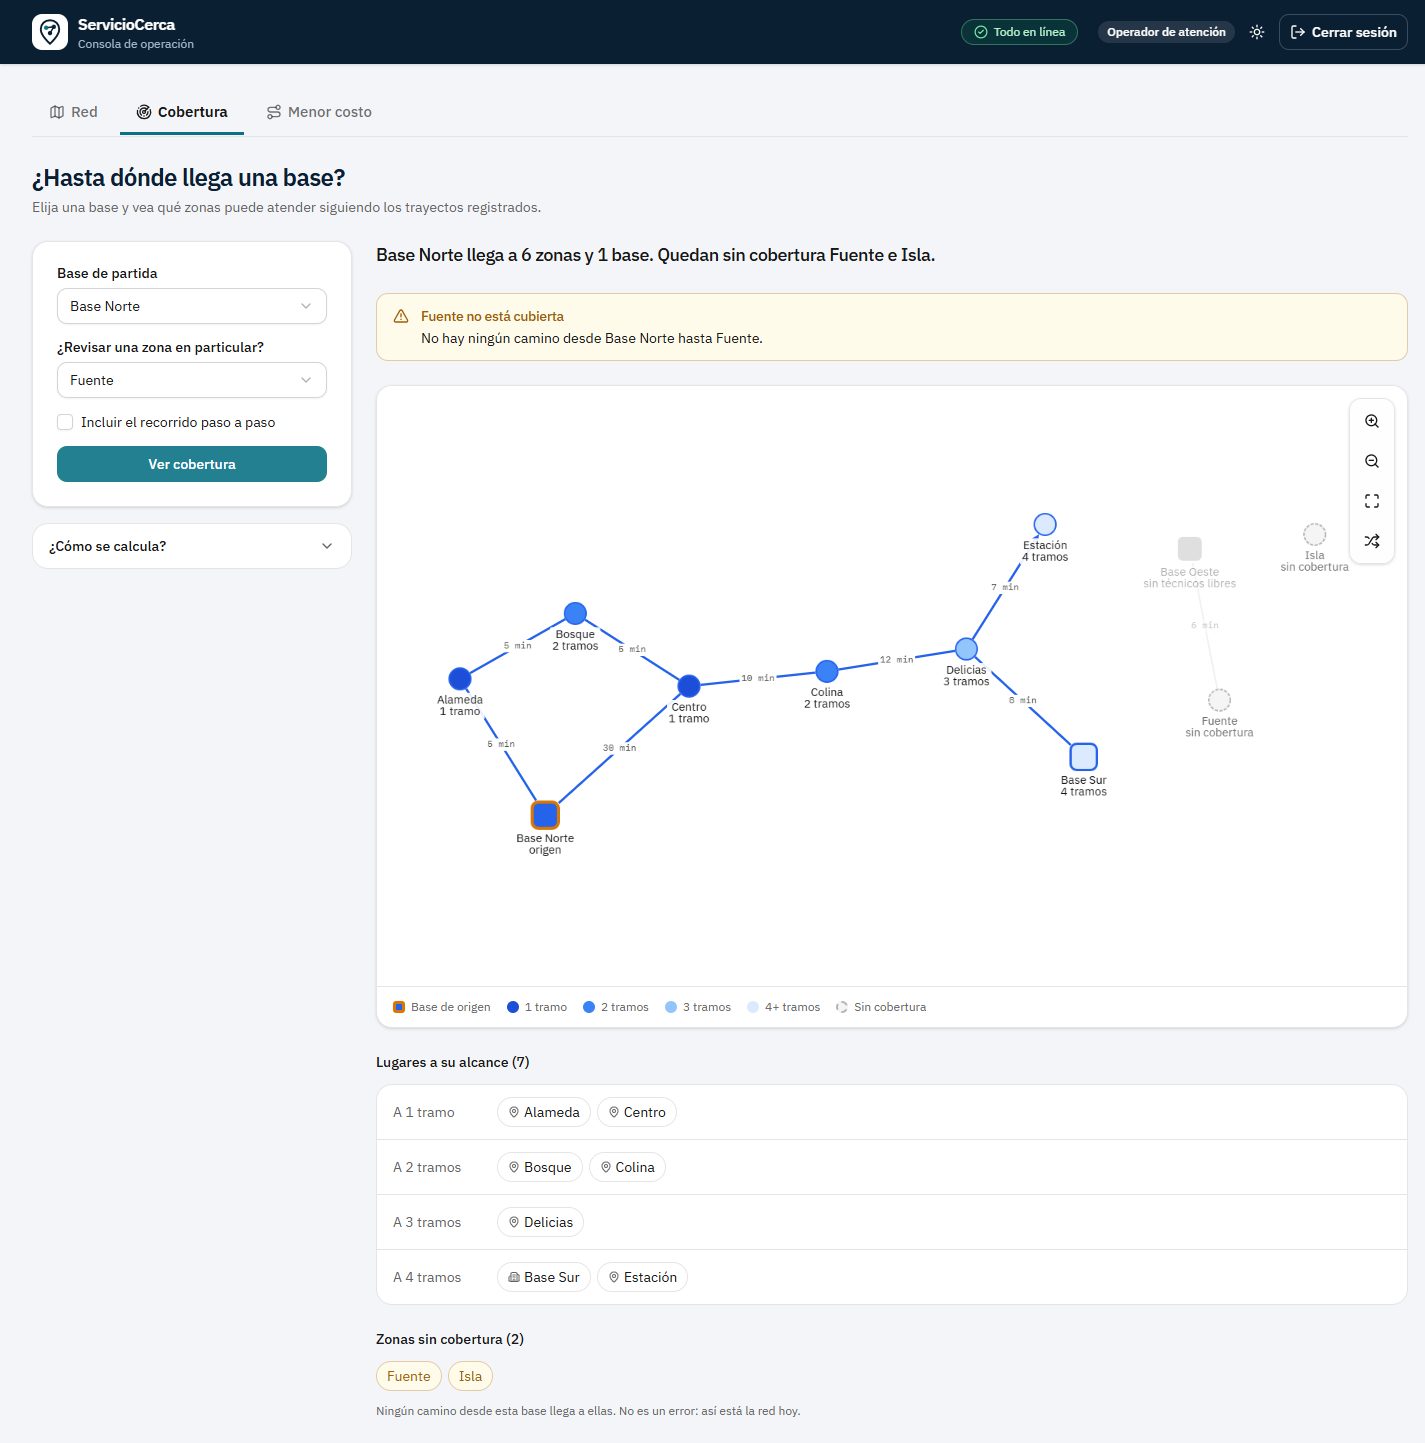 ServicioCerca
Consola de operación
Todo en línea
Operador de atención
Cerrar sesión
Red
Cobertura
Menor costo
¿Hasta dónde llega una base?
Elija una base y vea qué zonas puede atender siguiendo los trayectos registrados.
Base de partida
Base Norte
¿Revisar una zona en particular?
Fuente
Incluir el recorrido paso a paso
Ver cobertura
¿Cómo se calcula?
Base Norte llega a 6 zonas y 1 base. Quedan sin cobertura Fuente e Isla.
Fuente no está cubierta
No hay ningún camino desde Base Norte hasta Fuente.
Estación
4 tramos
Base Oeste
sin técnicos libres
Isla
sin cobertura
7 min
6 min
Bosque
2 tramos
5 min
5 min
12 min
Delicias
3 tramos
Alameda
1 tramo
Centro
1 tramo
10 min
Colina
2 tramos
8 min
Fuente
sin cobertura
5 min
30 min
Base Sur
4 tramos
Base Norte
origen
Base de origen
1 tramo
2 tramos
3 tramos
4+ tramos
Sin cobertura
Lugares a su alcance (7)
A 1 tramo Alameda Centro
A 2 tramos Bosque Colina
A 3 tramos Delicias
A 4 tramos Base Sur Estación
Zonas sin cobertura (2)
Fuente Isla
Ningún camino desde esta base llega a ellas. No es un error: así está la red hoy.